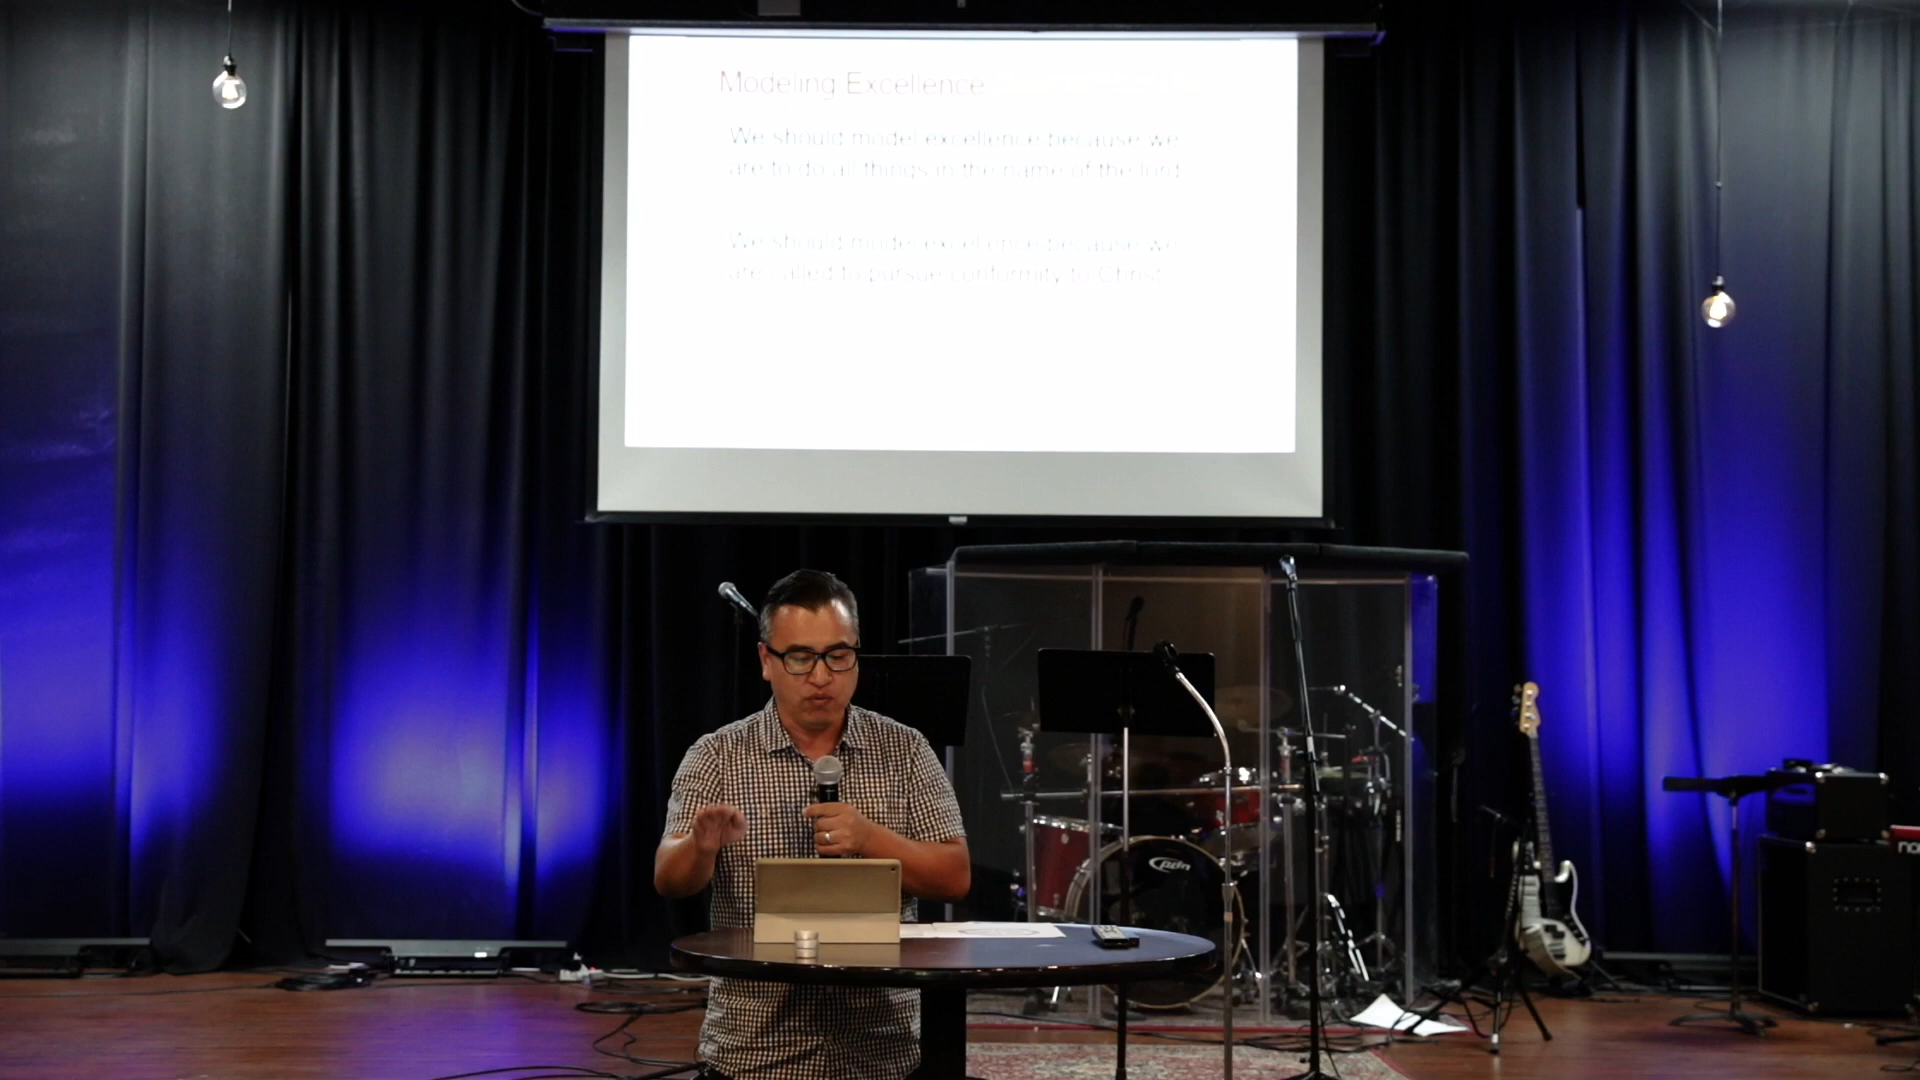 Modeling Excellence
We should model excellence because we
are to do all things in the name of the lord
We should model excellence because we
are called to pursue conformity to Christ
pdp